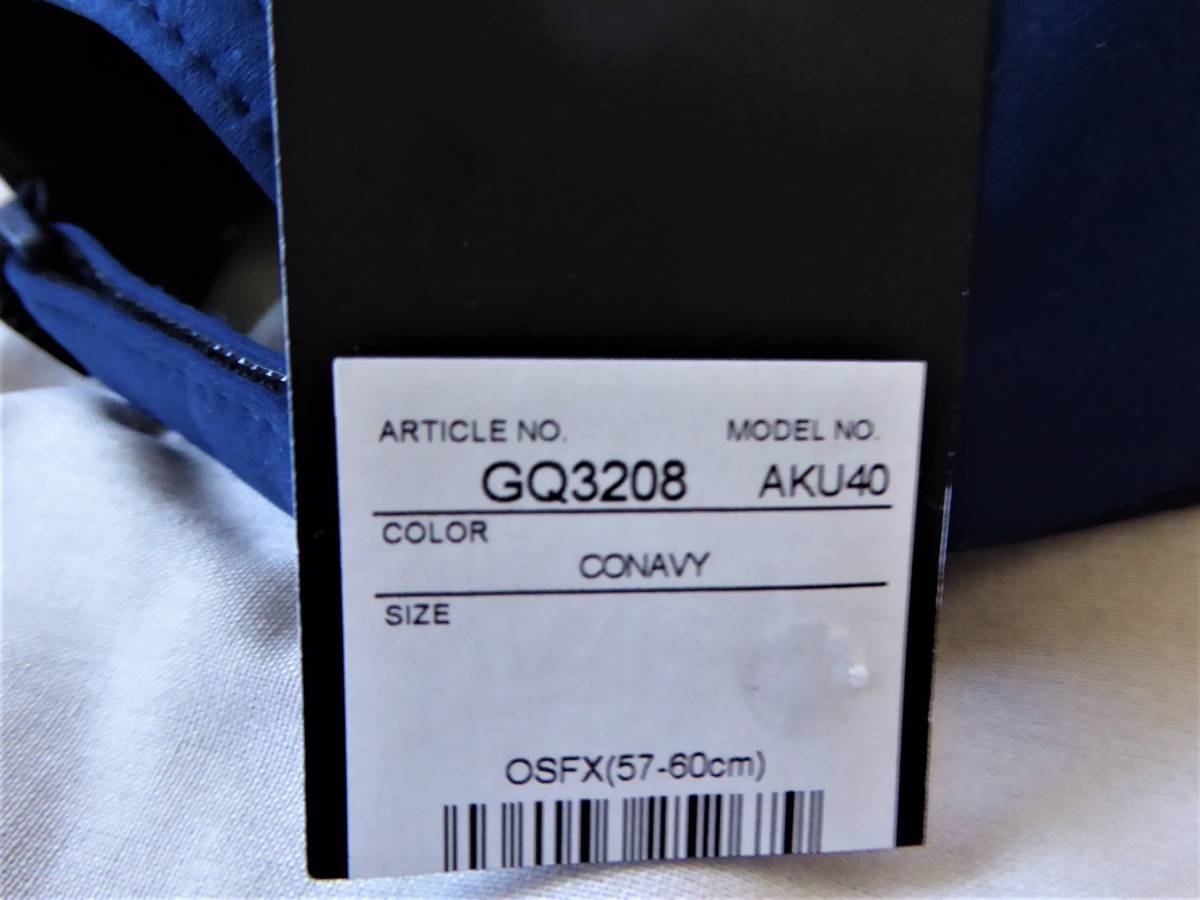 ARTICLE NO. MODEL NO.
GQ3208 AKU40
COLOR
CONAVY
SIZE
OSFX(57-60cm)